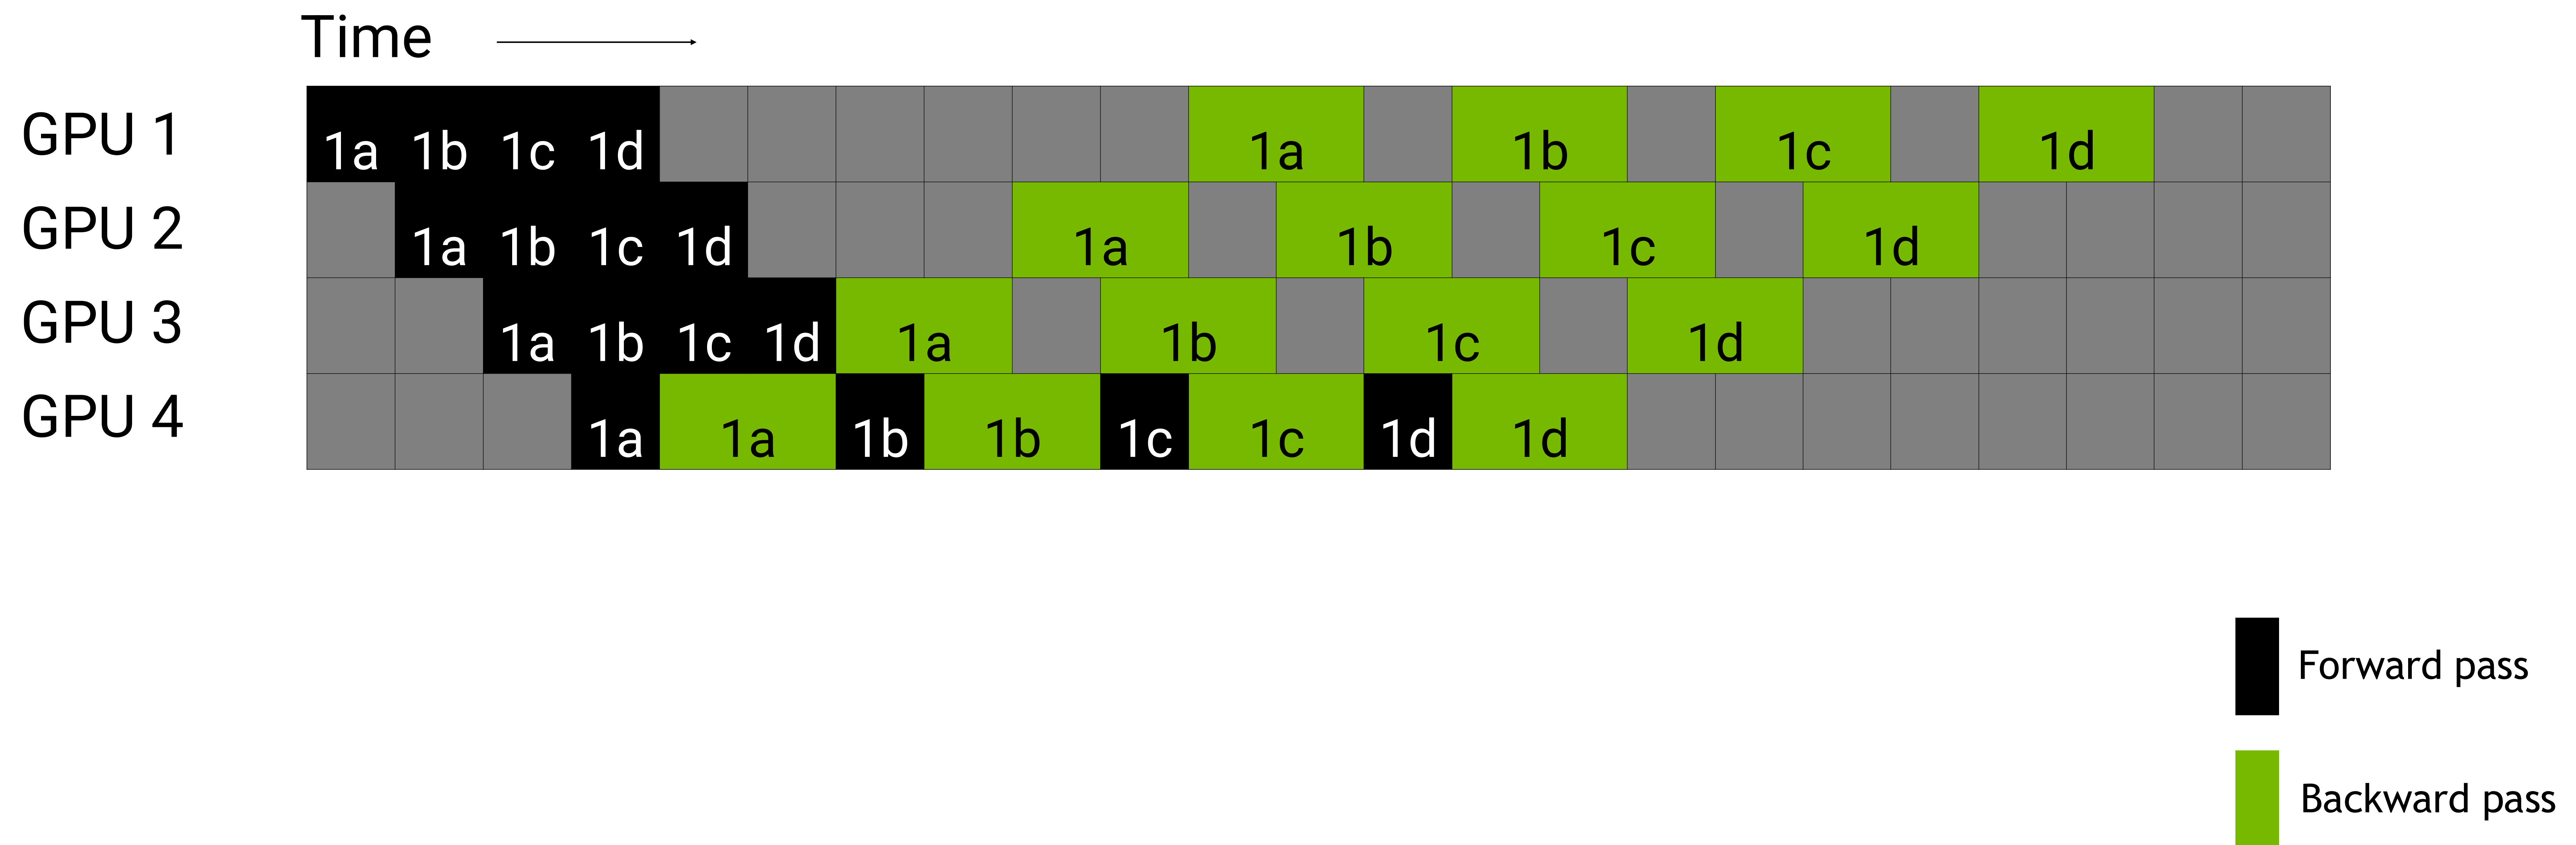 Time
GPU 1 1a 1b 1c 1d 1a 1b 1c 1d
GPU 2 1a 1b 1c 1d 1a 1b 1c 1d
GPU 3 1a 1b 1c 1d 1a 1b 1c 1d
GPU 4 1a 1a 1b 1b 1c 1c 1d 1d
Forward pass
Backward pass